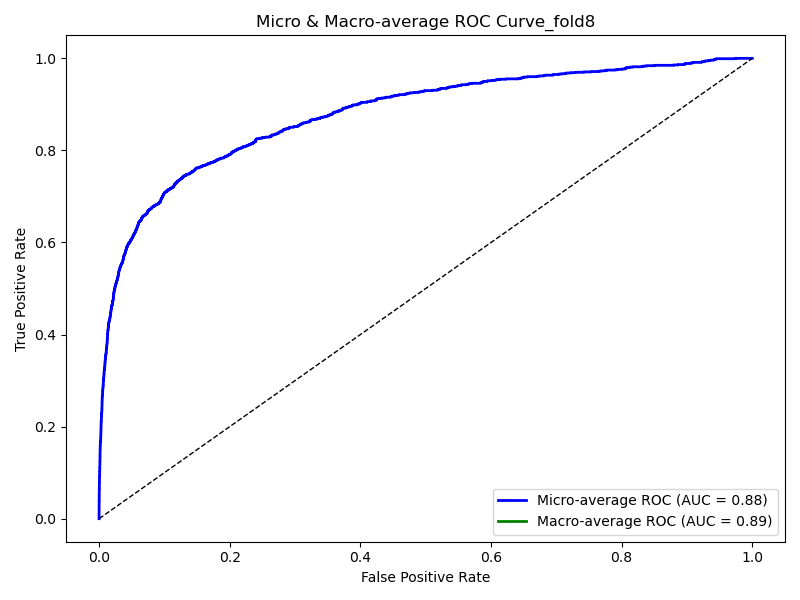 Micro & Macro-average ROC Curve_fold8
True Positive Rate
1.0
0.8
0.6
0.4
0.2
0.0
Micro-average ROC (AUC = 0.88)
Macro-average ROC (AUC = 0.89)
0.0 0.2 0.4 0.6 0.8 1.0
False Positive Rate